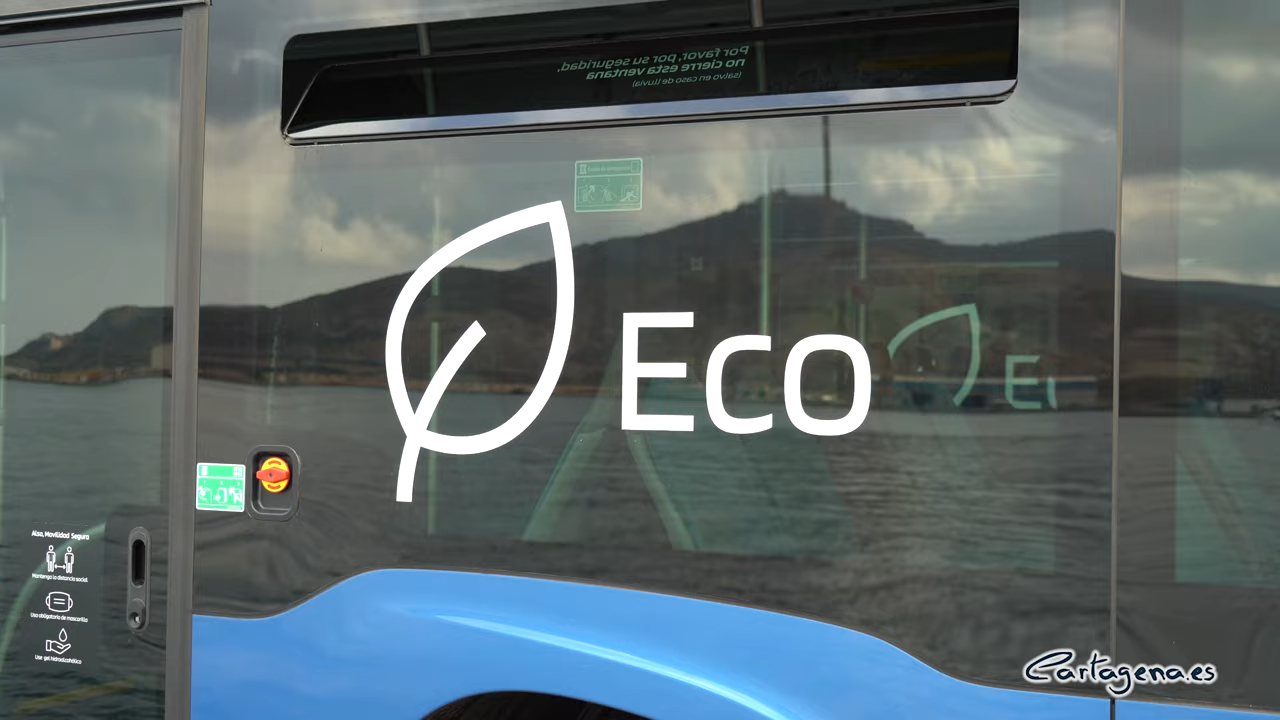 Por favor, por su seguridad,
no cierre esta ventana
(salvo en caso de lluvia)
Eco
Alsa, Movilidad Segura
Mantenga la distancia social
Uso obligatorio de mascarilla
Use gel hidroalcohólico
Cartagena.es